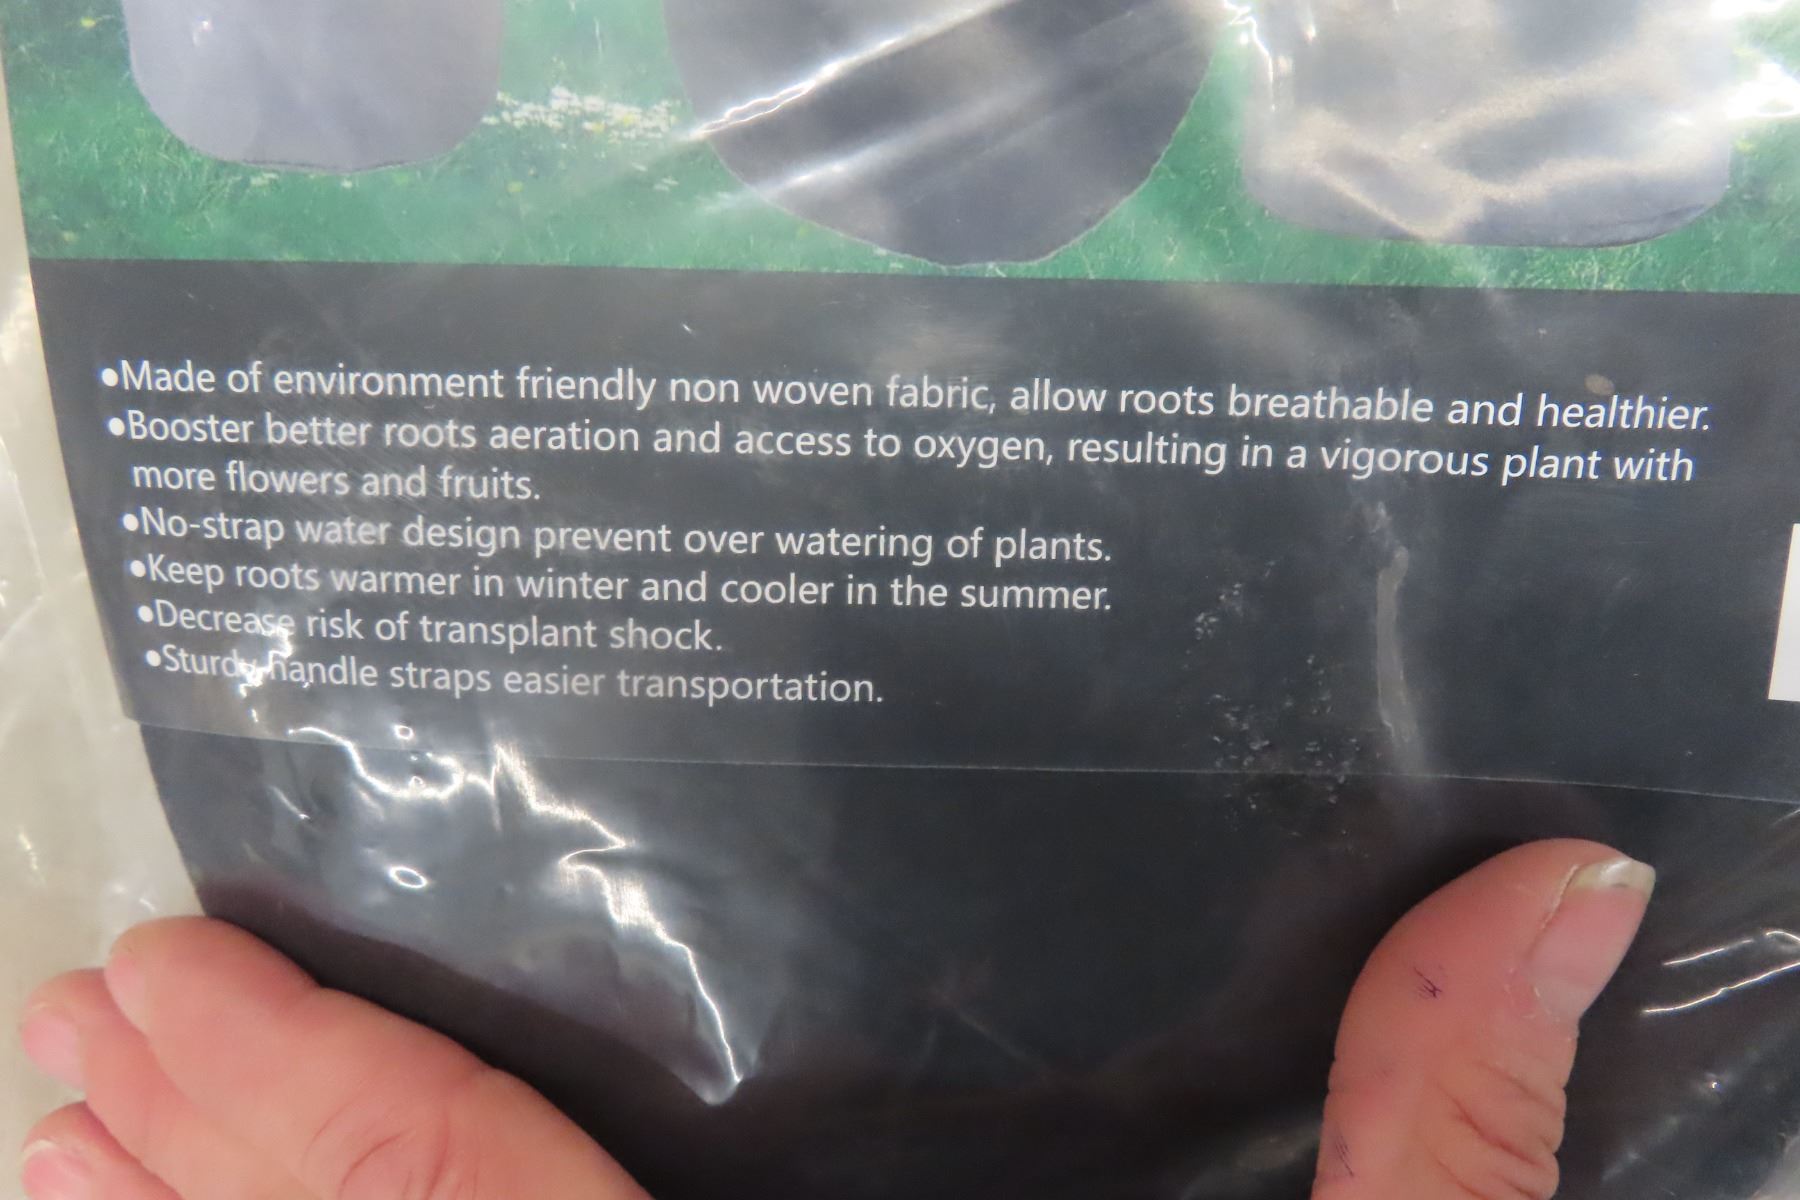 ●Made of environment friendly non woven fabric, allow roots breathable and healthier.
●Booster better roots aeration and access to oxygen, resulting in a vigorous plant with
more flowers and fruits.
●No-strap water design prevent over watering of plants.
●Keep roots warmer in winter and cooler in the summer.
●Decrease risk of transplant shock.
●Sturdy handle straps easier transportation.